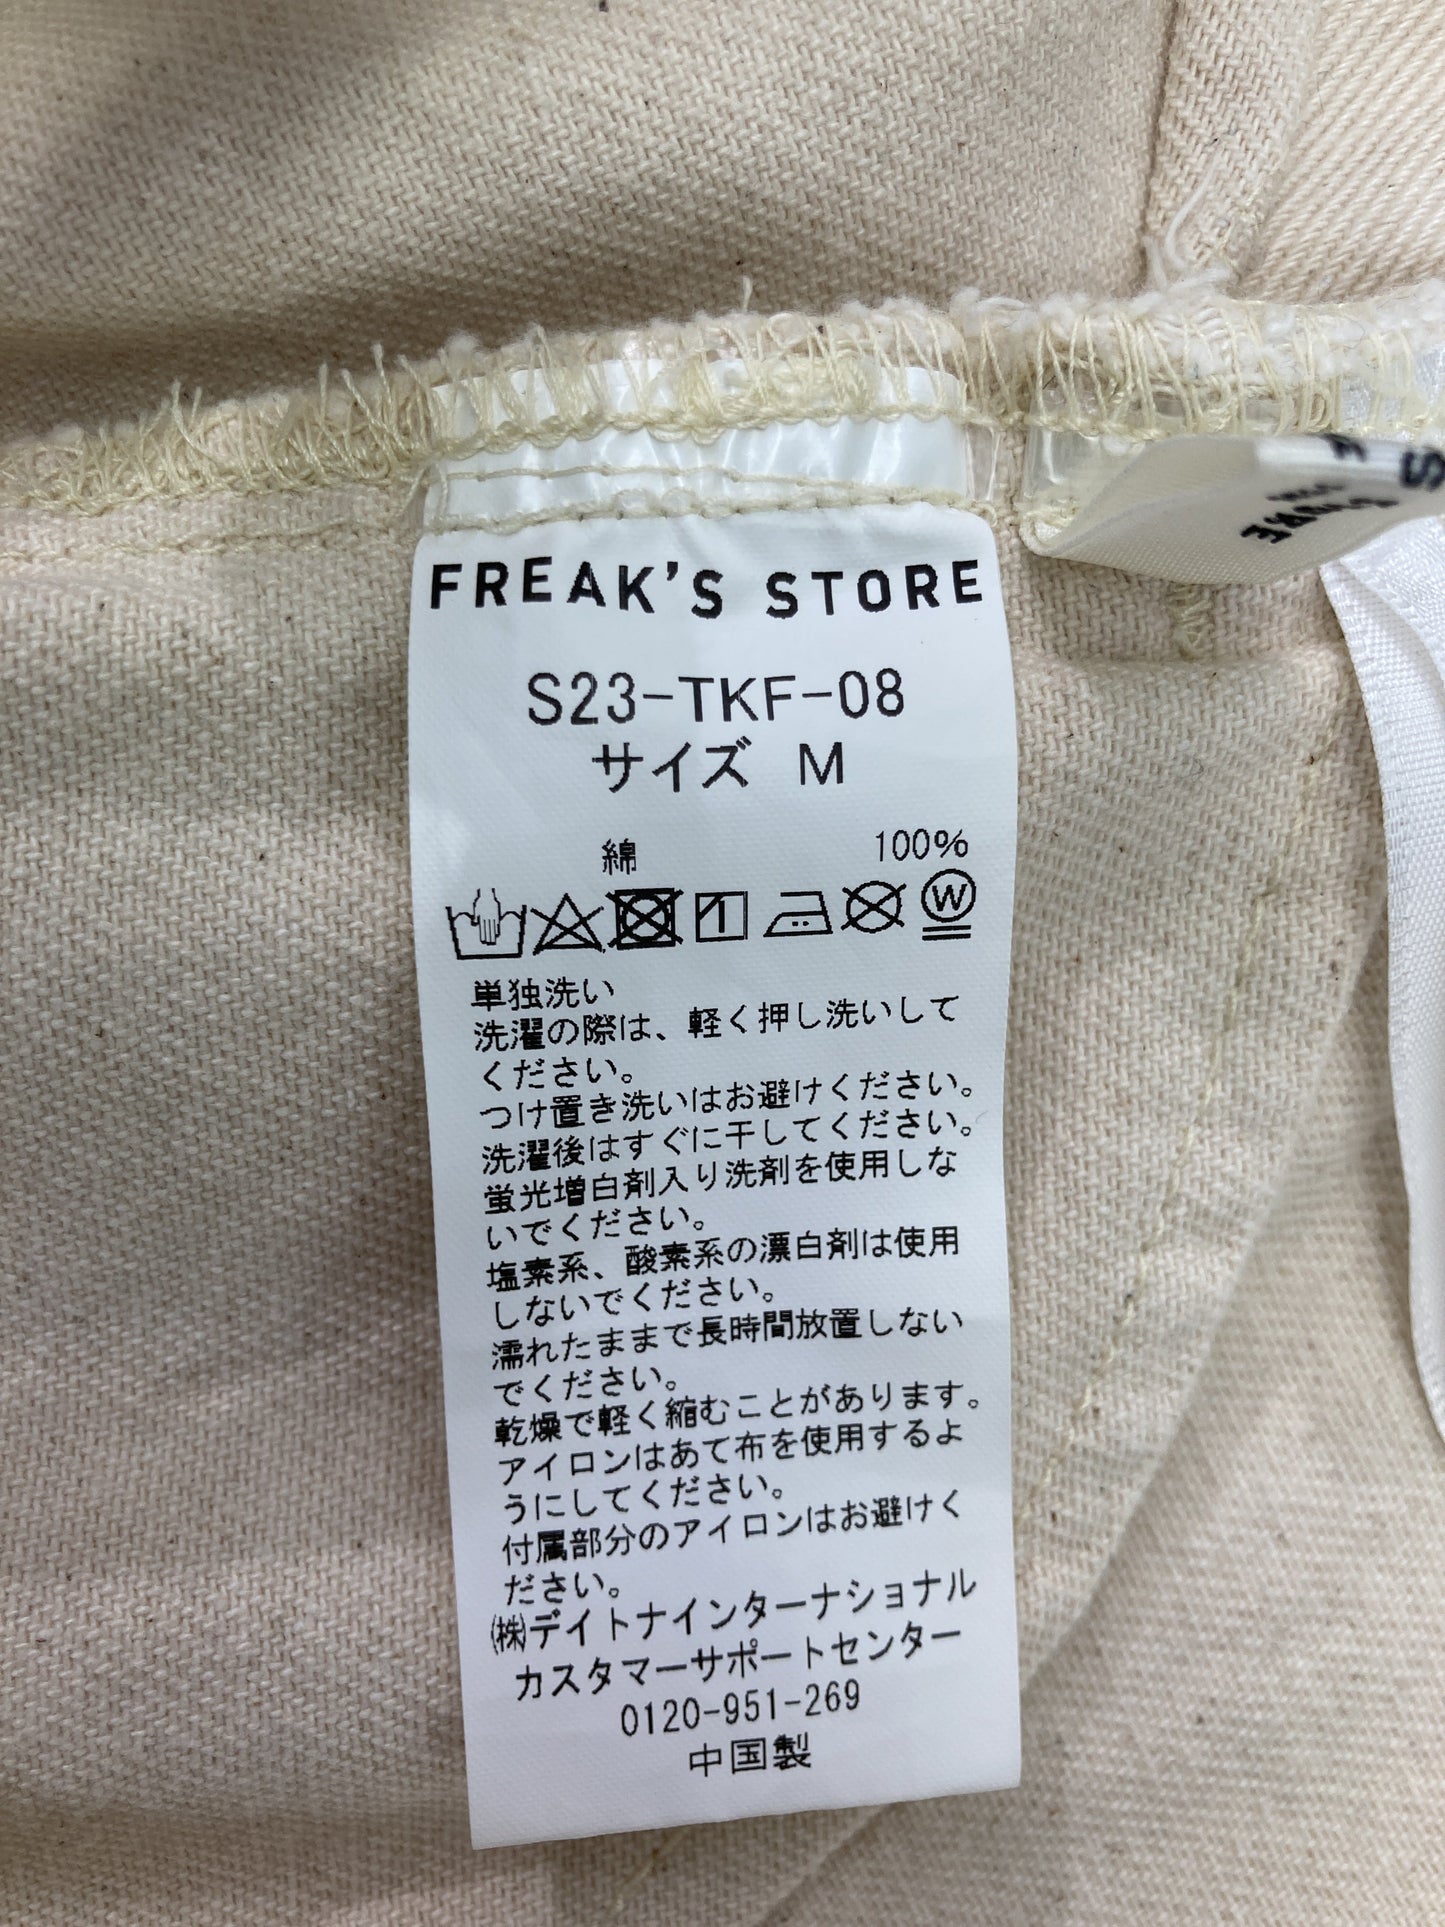 FREAK'S STORE
S23-TKF-08
サイズ M
綿 100%
W
単独洗い
洗濯の際は、軽く押し洗いして
ください。
つけ置き洗いはお避けください。
洗濯後はすぐに干してください。
蛍光増白剤入り洗剤を使用しな
いでください。
塩素系、酸素系の漂白剤は使用
しないでください。
濡れたままで長時間放置しない
でください。
乾燥で軽く縮むことがあります。
アイロンはあて布を使用するよ
うにしてください。
付属部分のアイロンはお避けく
ださい。
㈱デイトナインターナショナル
カスタマーサポートセンター
0120-951-269
中国製